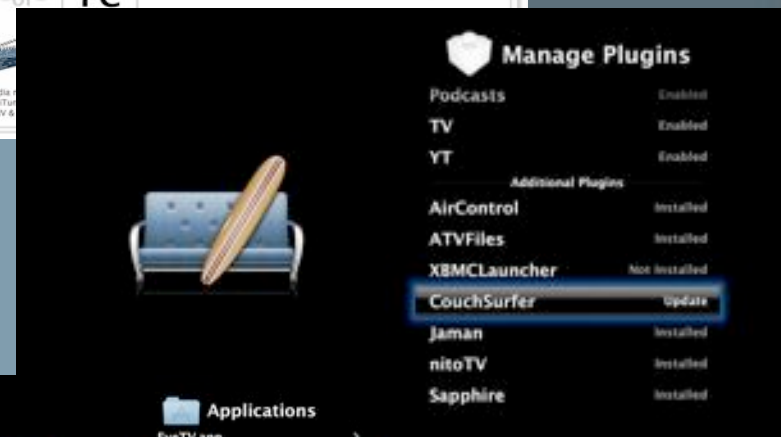 Manage Plugins
Podcasts Enabled
TV Enabled
YT Enabled
Additional Plugins
AirControl Installed
ATVFiles Installed
XBMCLauncher Not Installed
CouchSurfer Update
Jaman Installed
nitoTV Installed
Sapphire Installed
Applications